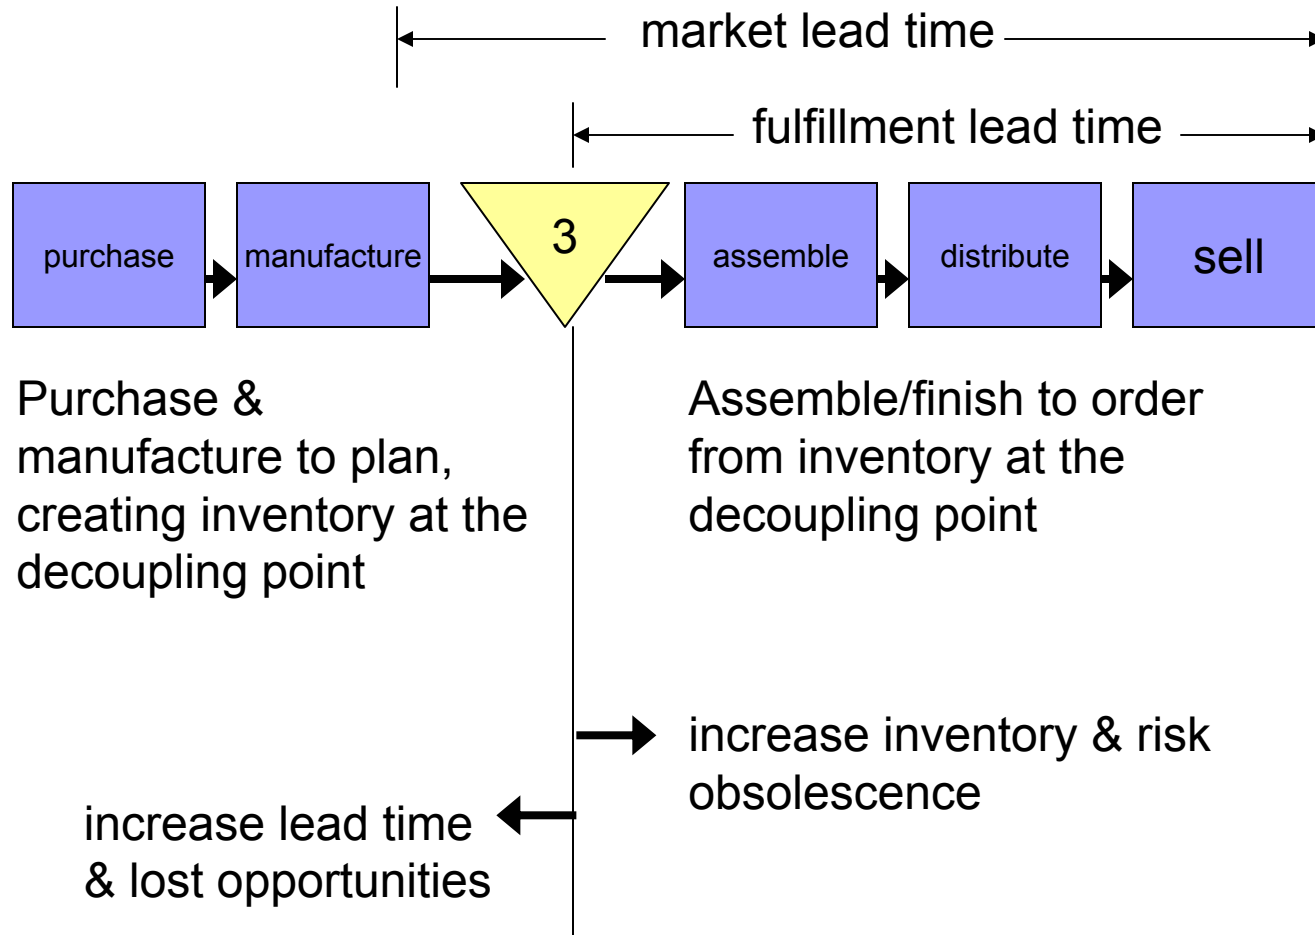 market lead time
fulfillment lead time
purchase
manufacture
3
assemble
distribute
sell
Purchase &
manufacture to plan,
creating inventory at the
decoupling point
Assemble/finish to order
from inventory at the
decoupling point
increase inventory & risk
obsolescence
increase lead time
& lost opportunities